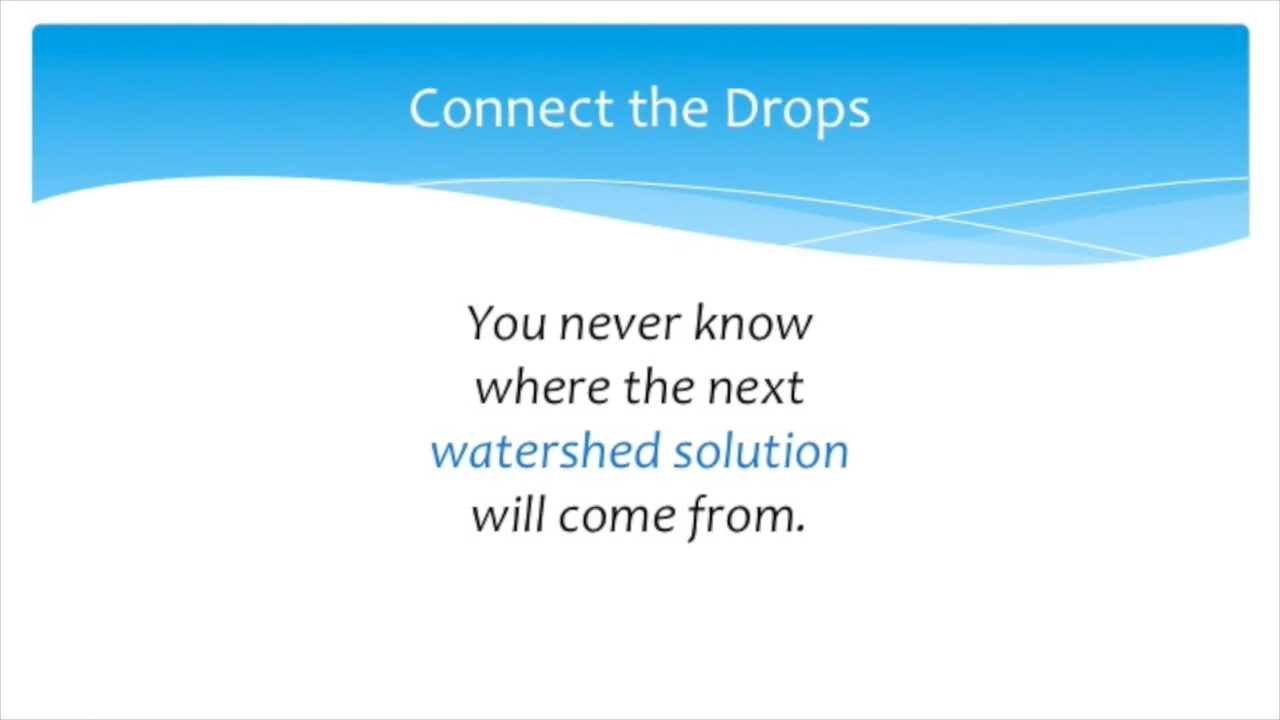 Connect the Drops
You never know
where the next
watershed solution
will come from.